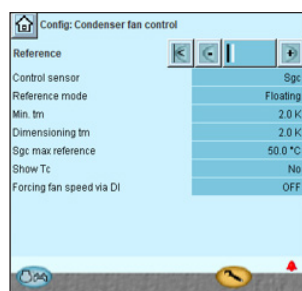 Config: Condenser fan control
Reference
Control sensor Sgc
Reference mode Floating
Min. tm 2.0 K
Dimensioning tm 2.0 K
Sgc max reference 50.0 °C
Show Tc No
Forcing fan speed via DI OFF